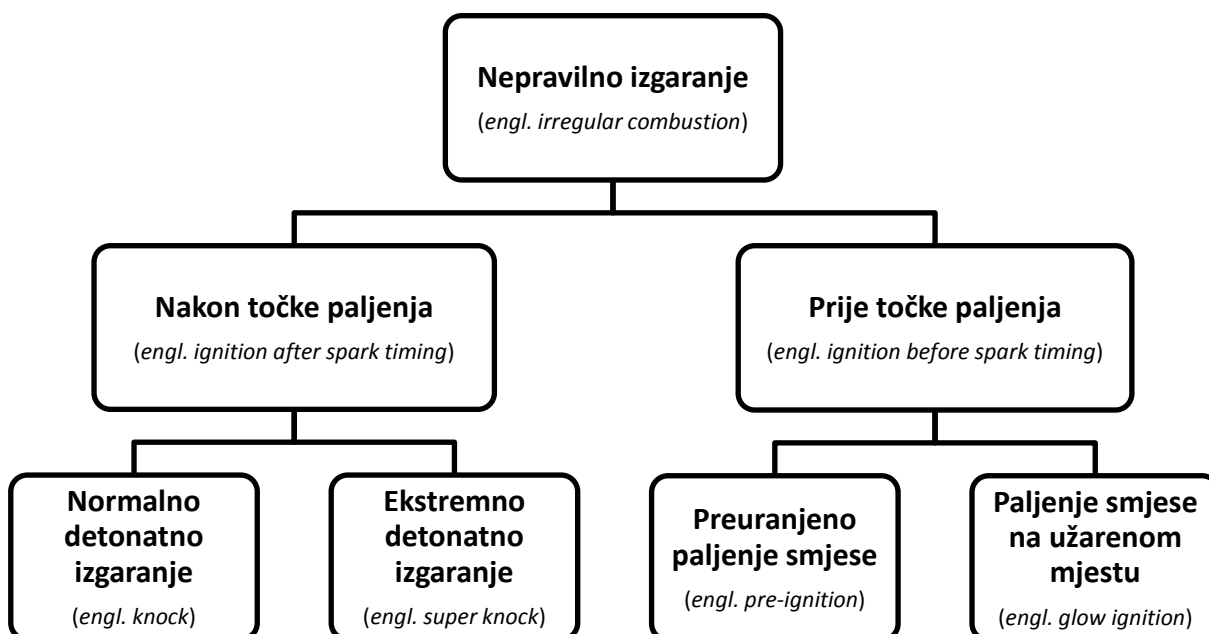 Nepravilno izgaranje
(engl. irregular combustion)
Nakon točke paljenja
(engl. ignition after spark timing)
Prije točke paljenja
(engl. ignition before spark timing)
Normalno
detonatno
izgaranje
(engl. knock)
Ekstremno
detonatno
izgaranje
(engl. super knock)
Preuranjeno
paljenje smjese
(engl. pre-ignition)
Paljenje smjese
na užarenom
mjestu
(engl. glow ignition)